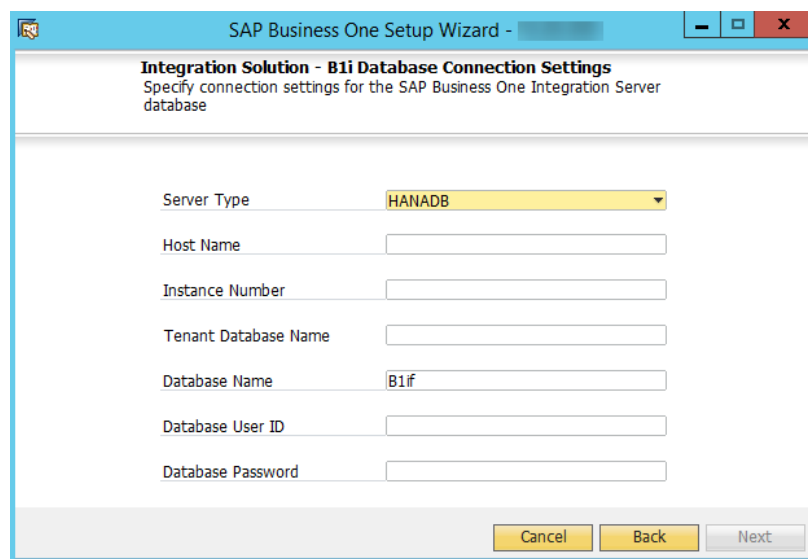 SAP Business One Setup Wizard -
Integration Solution - B1i Database Connection Settings
Specify connection settings for the SAP Business One Integration Server
database
Server Type HANADB
Host Name
Instance Number
Tenant Database Name
Database Name B1if
Database User ID
Database Password
Cancel Back Next